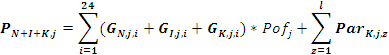 P_{N+I+K,j} = \sum_{i=1}^{24} (G_{N,j,i} + G_{I,j,i} + G_{K,j,i}) * Pof_j + \sum_{z=1}^{l} Par_{K,j,z}